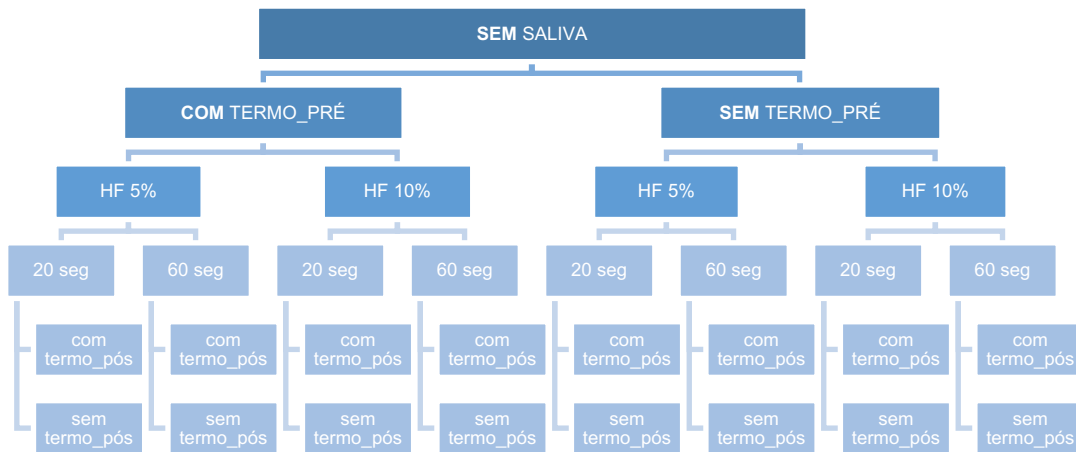 SEM SALIVA
COM TERMO_PRÉ
SEM TERMO_PRÉ
HF 5%
HF 10%
HF 5%
HF 10%
20 seg
60 seg
20 seg
60 seg
20 seg
60 seg
20 seg
60 seg
com
termo_pós
com
termo_pós
com
termo_pós
com
termo_pós
com
termo_pós
com
termo_pós
com
termo_pós
com
termo_pós
sem
termo_pós
sem
termo_pós
sem
termo_pós
sem
termo_pós
sem
termo_pós
sem
termo_pós
sem
termo_pós
sem
termo_pós